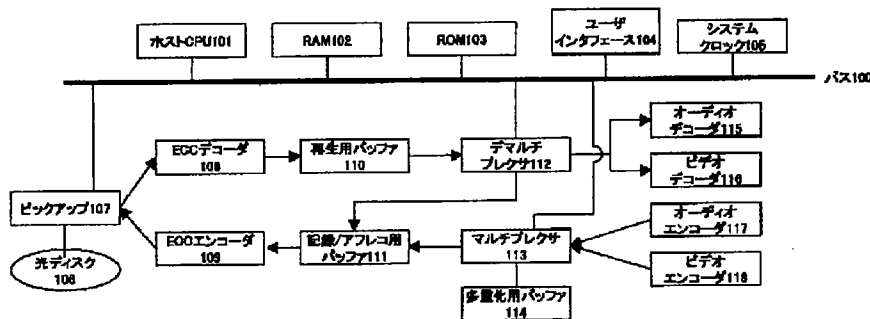 ホストCPU101
RAM102
ROM103
ユーザ
インタフェース104
システム
クロック105
バス100
ECCデコーダ
108
再生用バッファ
110
デマルチ
プレクサ112
オーディオ
デコーダ115
ビデオ
デコーダ116
ピックアップ107
ECCエンコーダ
109
記録/アフレコ用
バッファ111
マルチプレクサ
113
オーディオ
エンコーダ117
ビデオ
エンコーダ118
光ディスク
106
多重化用バッファ
114